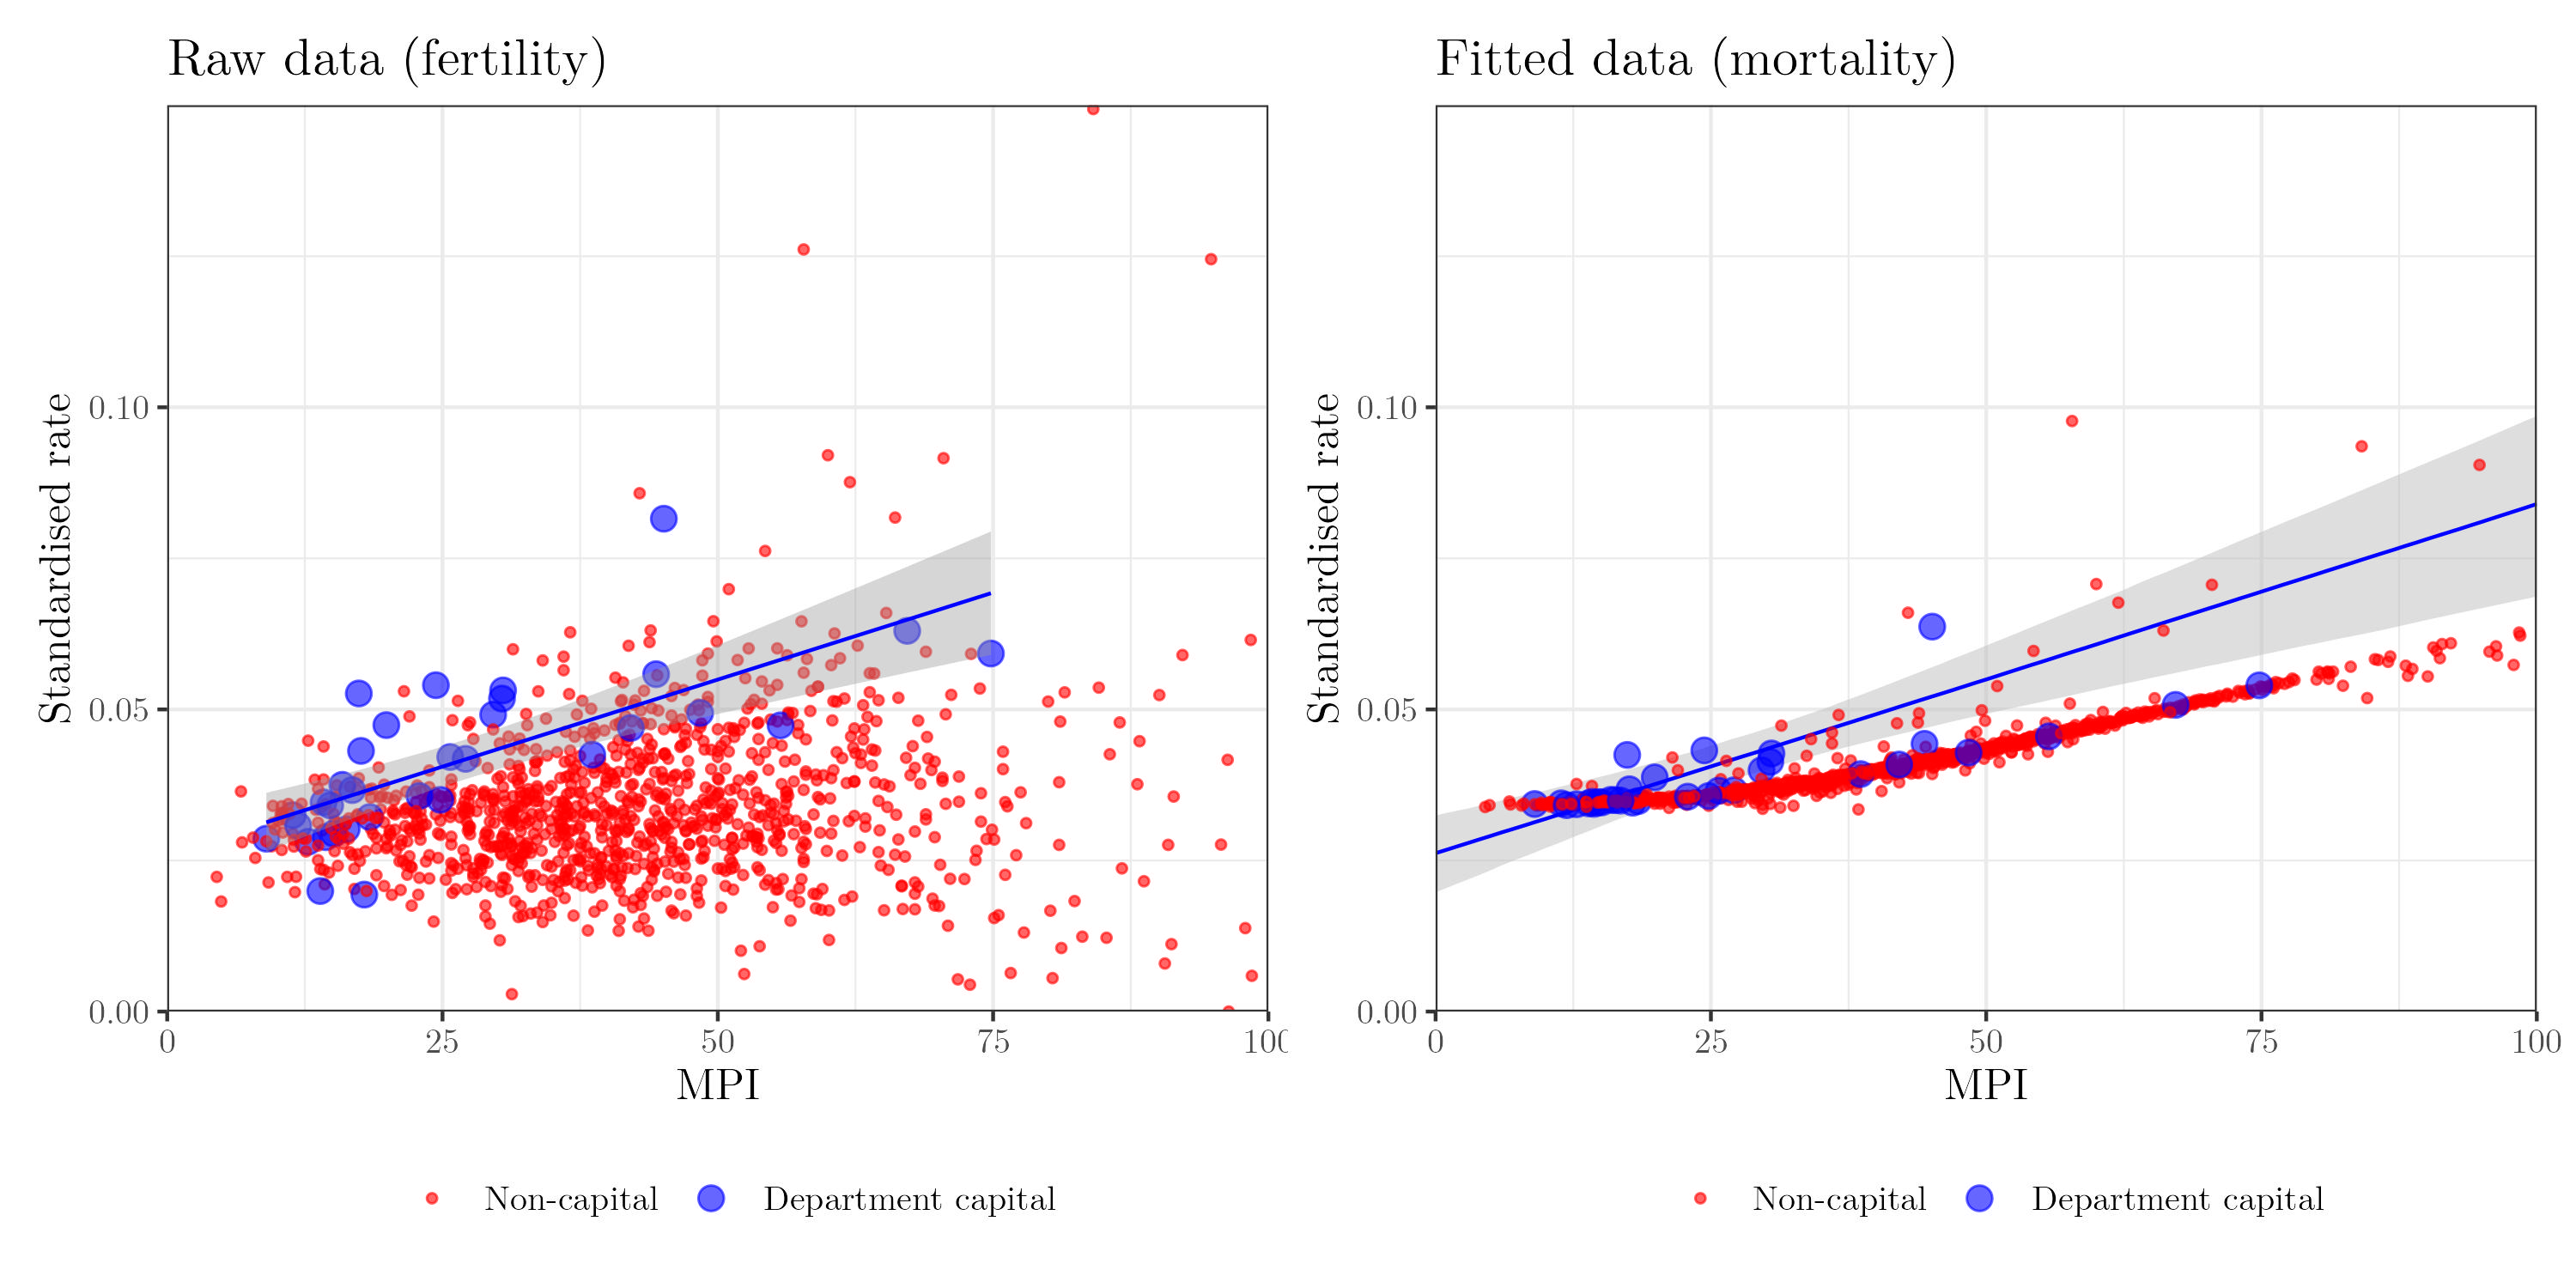 Raw data (fertility)
Standardised rate
0.10
0.05
0.00
0 25 50 75 100
MPI
Non-capital Department capital
Fitted data (mortality)
Standardised rate
0.10
0.05
0.00
0 25 50 75 100
MPI
Non-capital Department capital